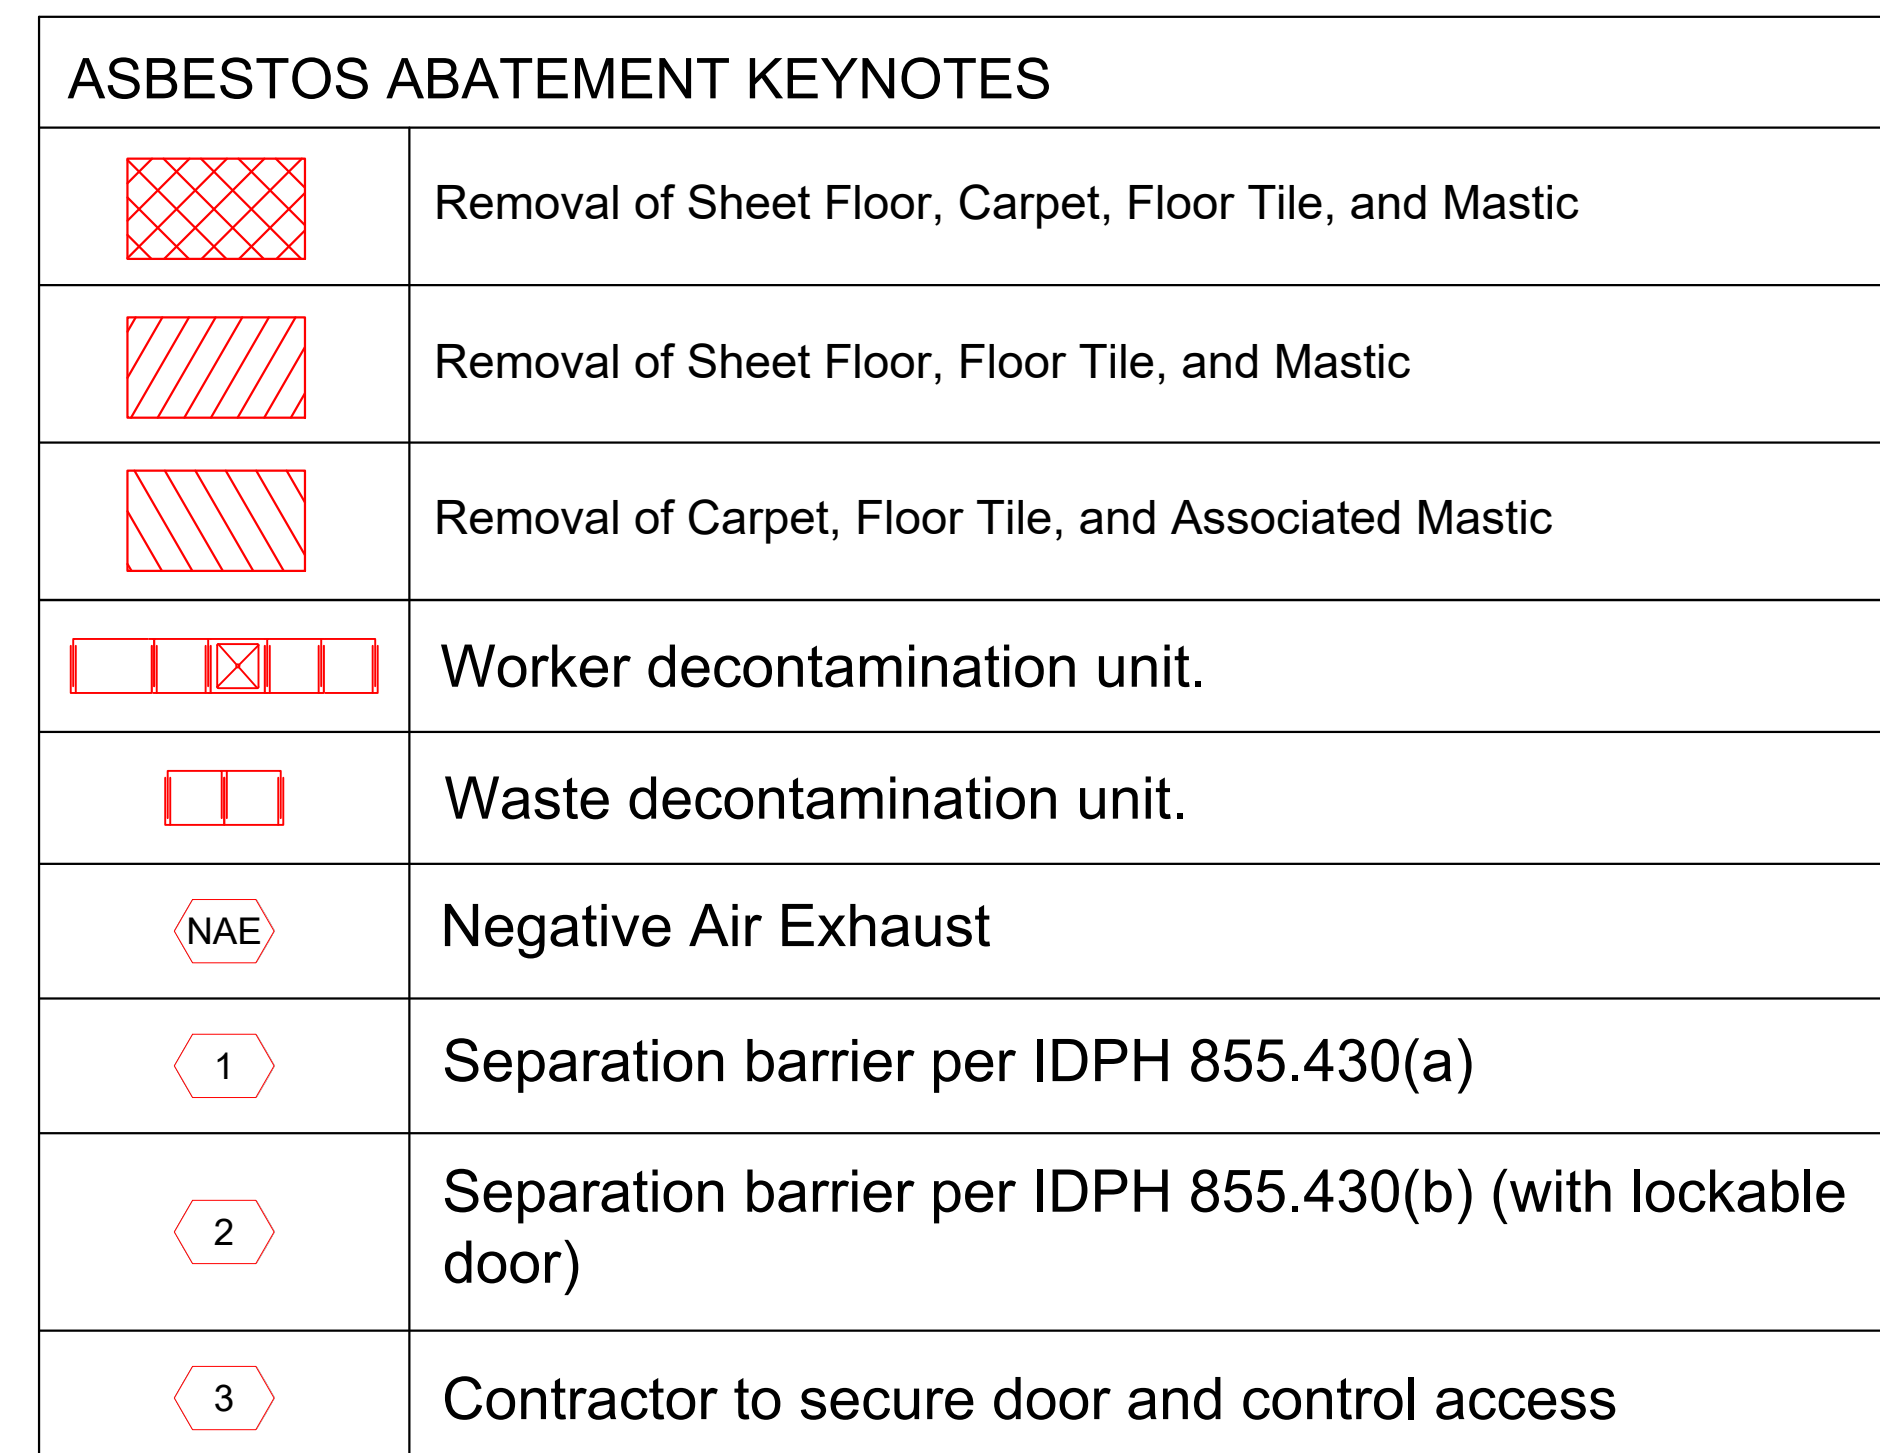 ASBESTOS ABATEMENT KEYNOTES
Removal of Sheet Floor, Carpet, Floor Tile, and Mastic
Removal of Sheet Floor, Floor Tile, and Mastic
Removal of Carpet, Floor Tile, and Associated Mastic
Worker decontamination unit.
Waste decontamination unit.
NAE Negative Air Exhaust
1 Separation barrier per IDPH 855.430(a)
2 Separation barrier per IDPH 855.430(b) (with lockable
door)
3 Contractor to secure door and control access